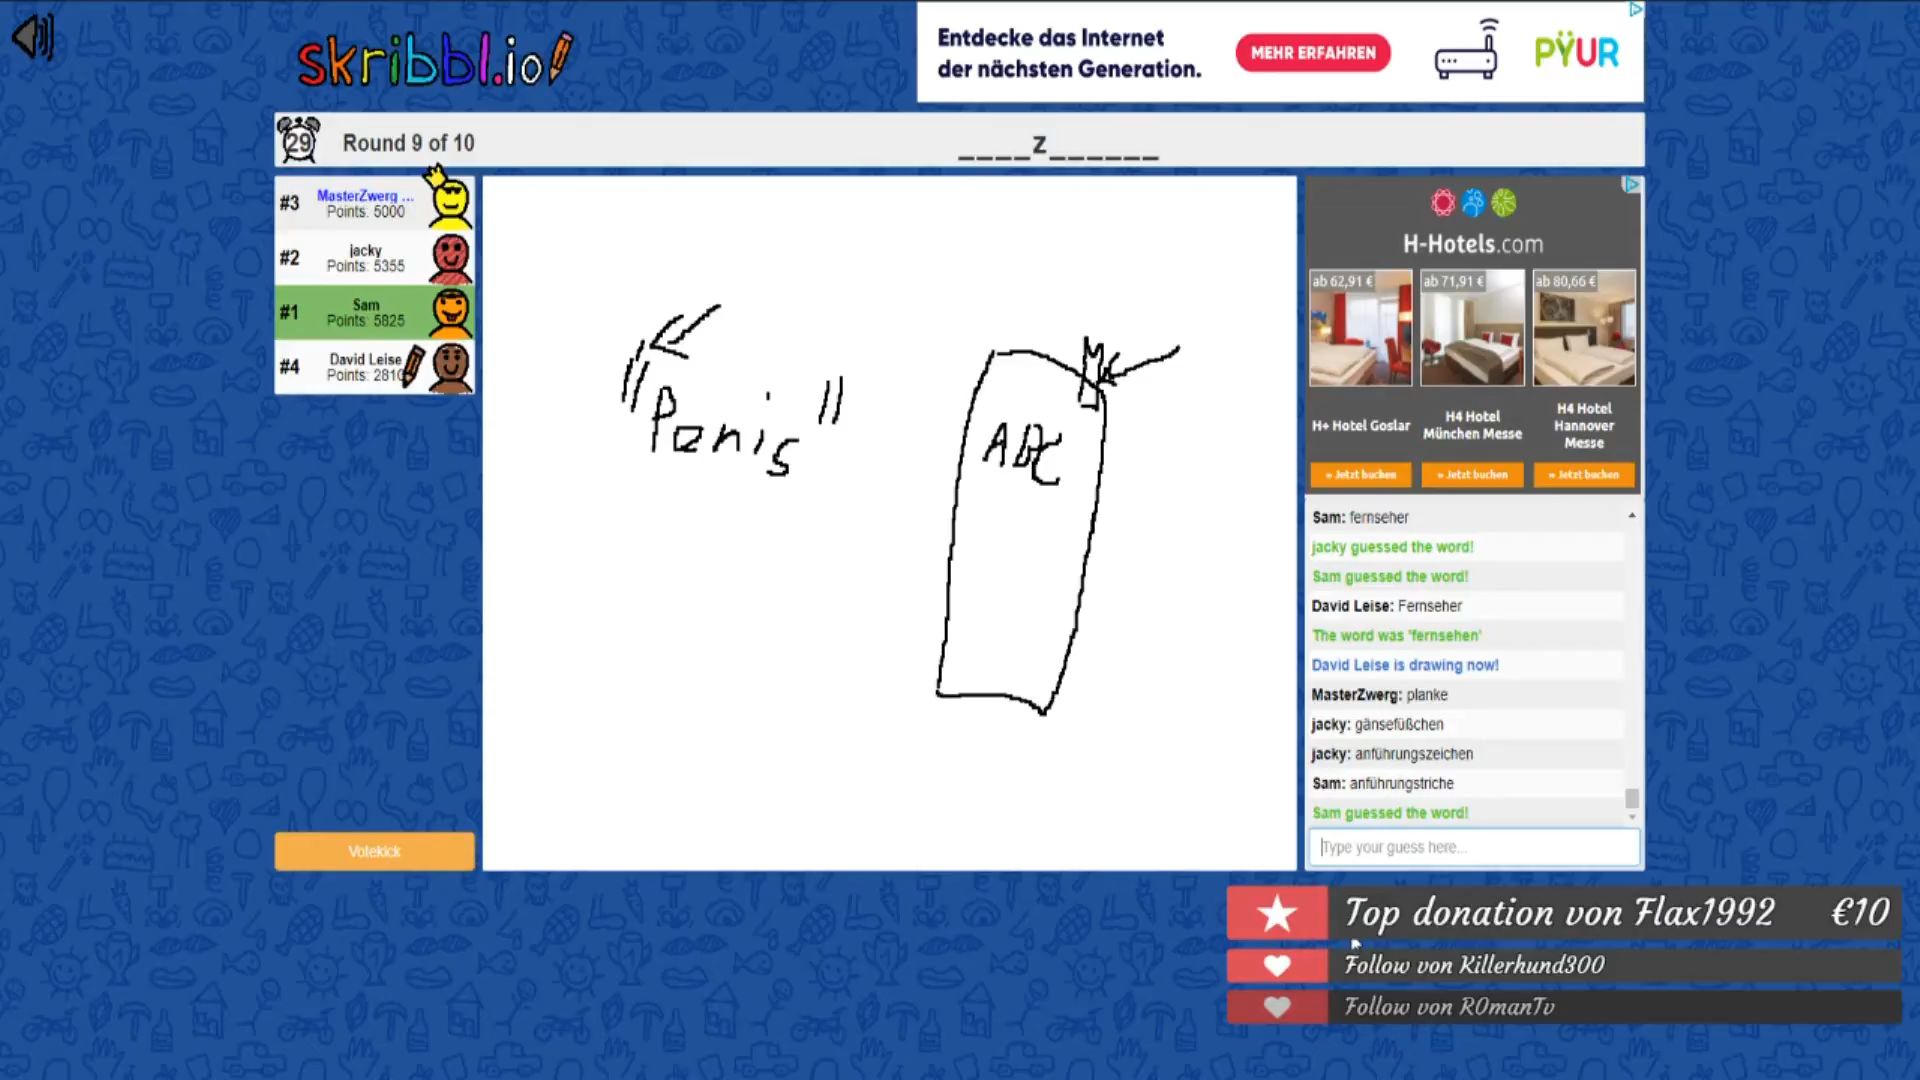 skribbl.io
Entdecke das Internet
der nächsten Generation.
MEHR ERFAHREN
PŸUR
29
Round 9 of 10
____z______
#3
MasterZwerg ...
Points: 5000
#2
jacky
Points: 5355
#1
Sam
Points: 5825
#4
David Leise
Points: 2810
"Penis"
ABC
H-Hotels.com
ab 62,91 €
ab 71,91 €
ab 80,66 €
H+ Hotel Goslar
H4 Hotel
München Messe
H4 Hotel
Hannover
Messe
» Jetzt buchen
» Jetzt buchen
» Jetzt buchen
Sam: fernseher
jacky guessed the word!
Sam guessed the word!
David Leise: Fernseher
The word was 'fernsehen'
David Leise is drawing now!
MasterZwerg: planke
jacky: gänsefüßchen
jacky: anführungszeichen
Sam: anführungstriche
Sam guessed the word!
Type your guess here...
Votekick
Top donation von Flax1992 €10
Follow von Killerhund300
Follow von R0manTv